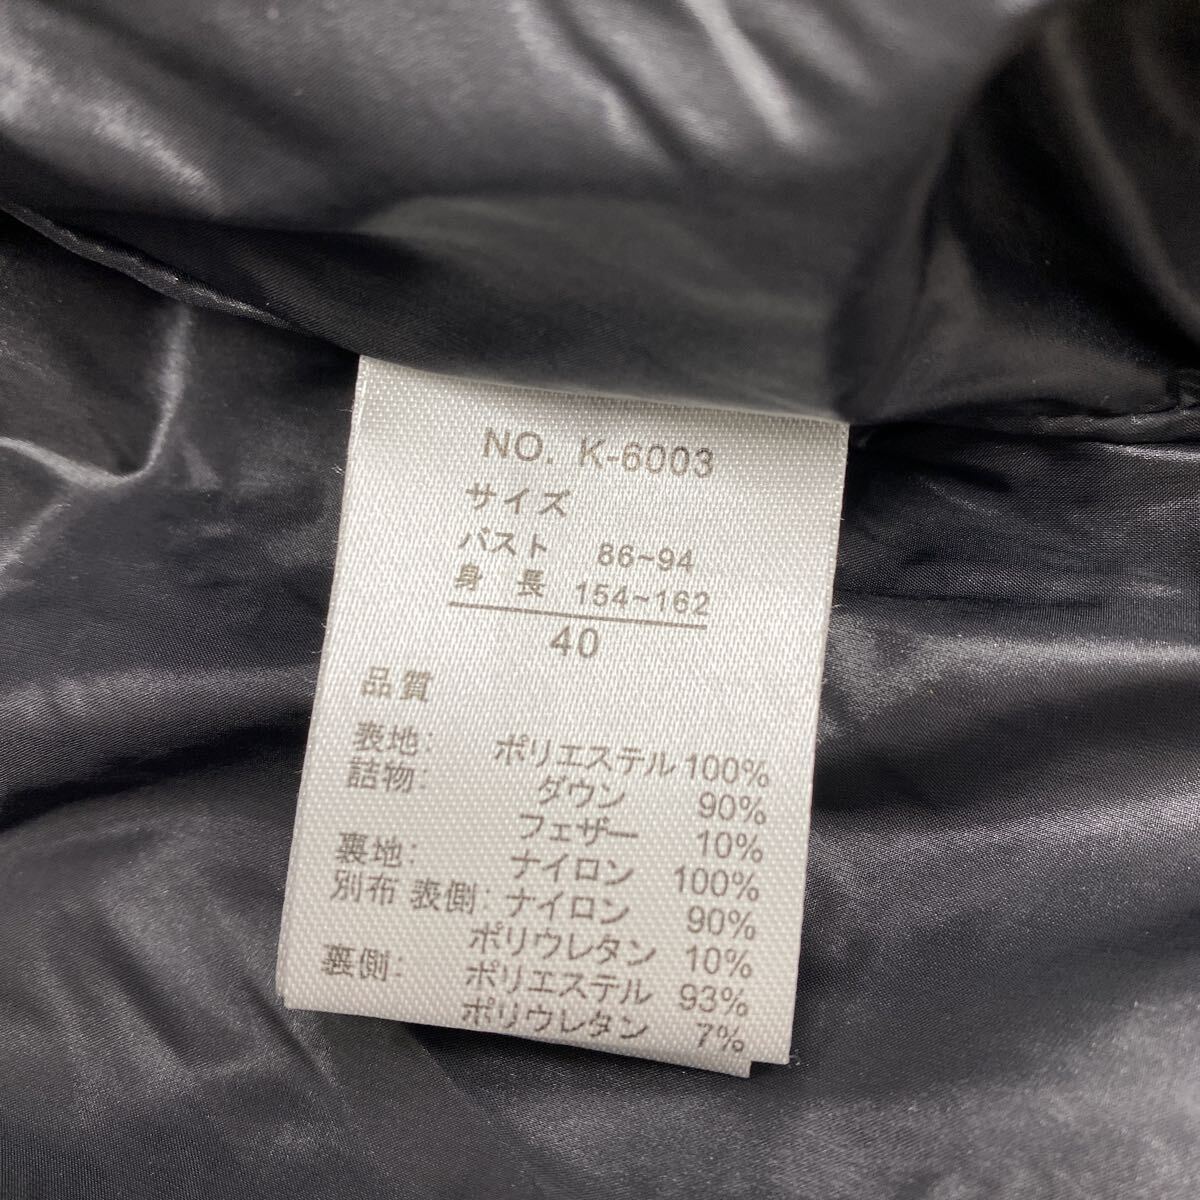 NO. K-6003
サイズ
バスト 86~94
身 長 154~162
40
品質
表地: ポリエステル 100%
詰物: ダウン 90%
フェザー 10%
裏地: ナイロン 100%
別布 表側: ナイロン 90%
ポリウレタン 10%
裏側: ポリエステル 93%
ポリウレタン 7%